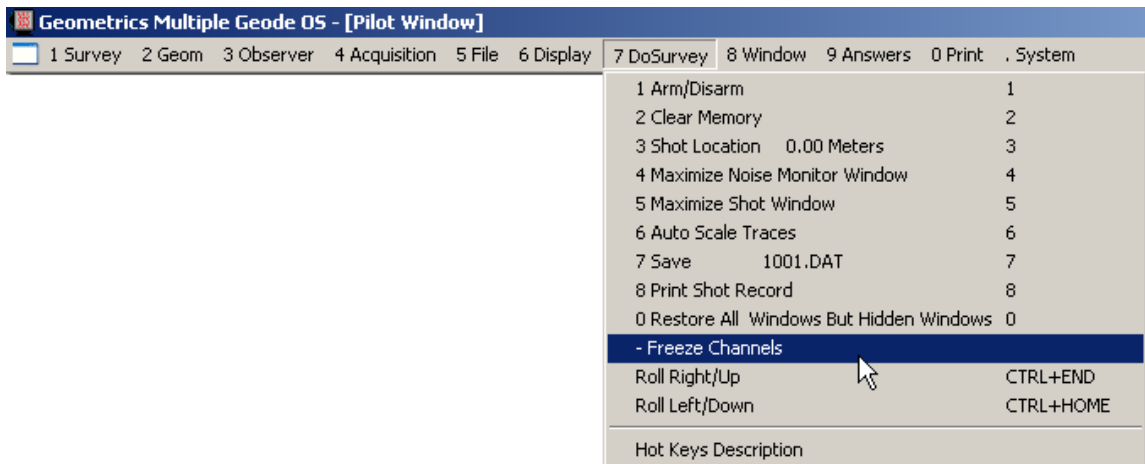 Geometrics Multiple Geode OS - [Pilot Window]
1 Survey 2 Geom 3 Observer 4 Acquisition 5 File 6 Display 7 DoSurvey 8 Window 9 Answers 0 Print . System
1 Arm/Disarm 1
2 Clear Memory 2
3 Shot Location 0.00 Meters 3
4 Maximize Noise Monitor Window 4
5 Maximize Shot Window 5
6 Auto Scale Traces 6
7 Save 1001.DAT 7
8 Print Shot Record 8
0 Restore All Windows But Hidden Windows 0
- Freeze Channels
Roll Right/Up CTRL+END
Roll Left/Down CTRL+HOME
Hot Keys Description